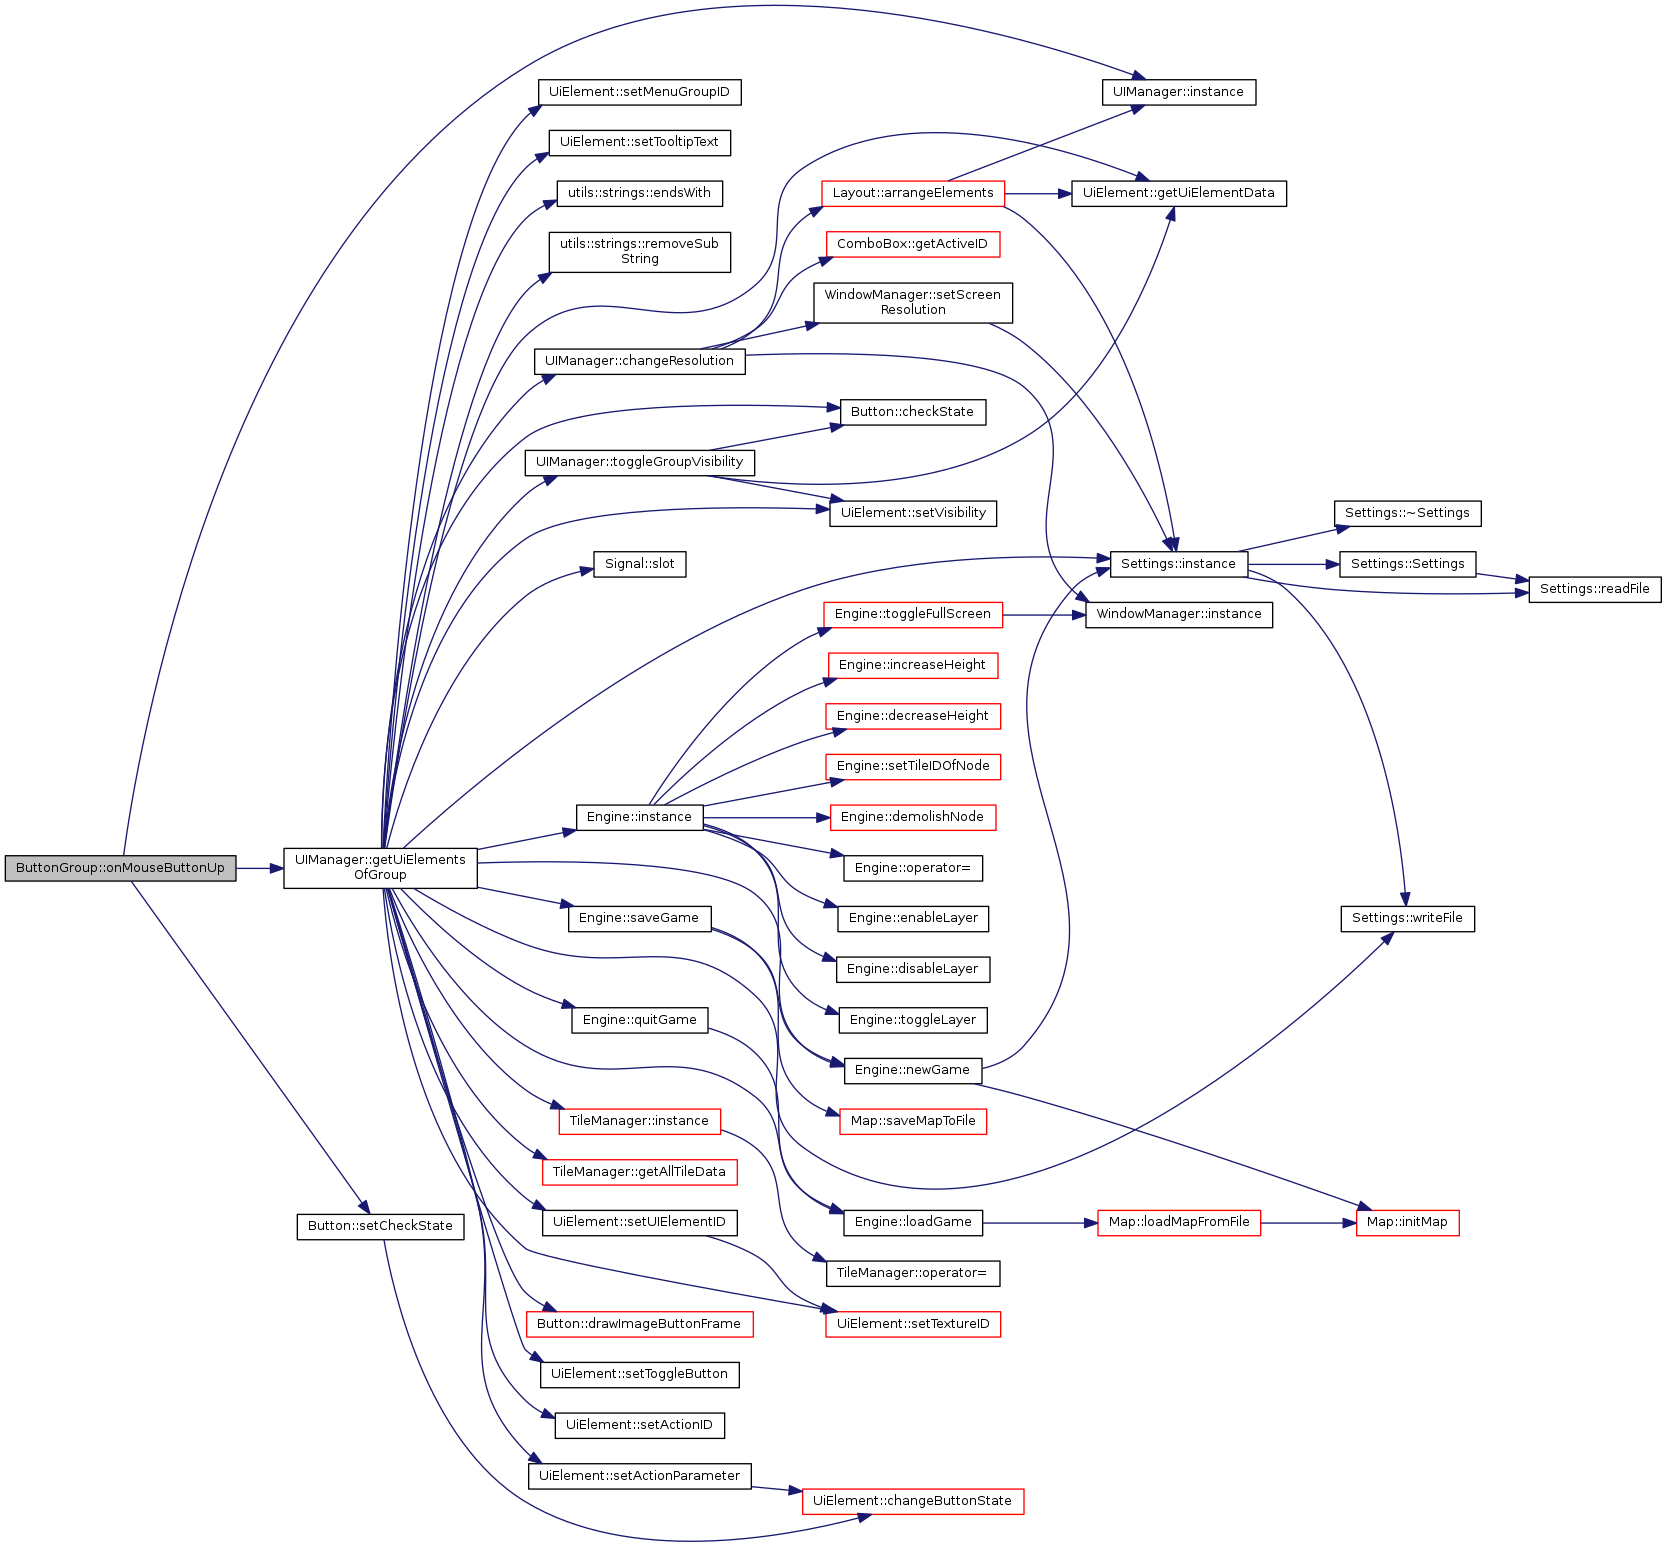 ButtonGroup::onMouseButtonUp
UIManager::getUiElements
OfGroup
Button::setCheckState
UiElement::setMenuGroupID
UiElement::setTooltipText
utils::strings::endsWith
utils::strings::removeSub
String
UIManager::changeResolution
UIManager::toggleGroupVisibility
Signal::slot
Engine::instance
Engine::saveGame
Engine::quitGame
TileManager::instance
TileManager::getAllTileData
UiElement::setUIElementID
Button::drawImageButtonFrame
UiElement::setToggleButton
UiElement::setActionID
UiElement::setActionParameter
Layout::arrangeElements
ComboBox::getActiveID
WindowManager::setScreen
Resolution
Button::checkState
UiElement::setVisibility
Engine::toggleFullScreen
Engine::increaseHeight
Engine::decreaseHeight
Engine::setTileIDOfNode
Engine::demolishNode
Engine::operator=
Engine::enableLayer
Engine::disableLayer
Engine::toggleLayer
Engine::newGame
Map::saveMapToFile
Engine::loadGame
TileManager::operator=
UiElement::setTextureID
UiElement::changeButtonState
UIManager::instance
UiElement::getUiElementData
Settings::instance
WindowManager::instance
Map::loadMapFromFile
Settings::~Settings
Settings::Settings
Settings::writeFile
Map::initMap
Settings::readFile